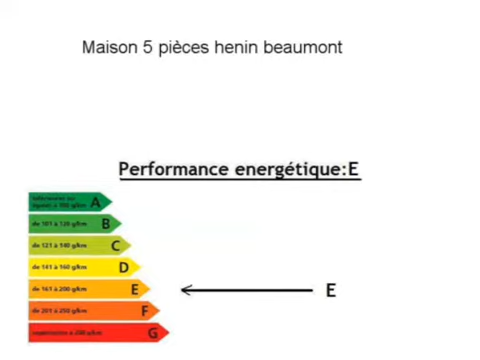 Maison 5 pièces henin beaumont
Performance energétique:E
A
de 101 à 120 g/km B
de 121 à 140 g/km C
de 141 à 160 g/km D
de 161 à 200 g/km E
E
de 201 à 250 g/km F
G